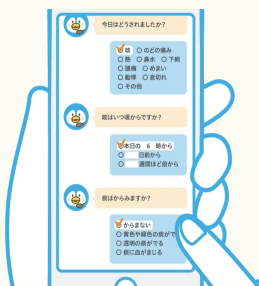 今日はどうされましたか?
咳 ○ のどの痛み
○ 熱 ○ 鼻水 ○ 下痢
○ 頭痛 ○ めまい
○ 動悸 ○ 息切れ
○ その他
咳はいつ頃からですか?
本日の 6 時から
○ 日前から
○ 週間ほど前から
痰はからみますか?
からまない
○ 黄色や緑色の痰がで
○ 透明の痰がでる
○ 痰に血がまじる